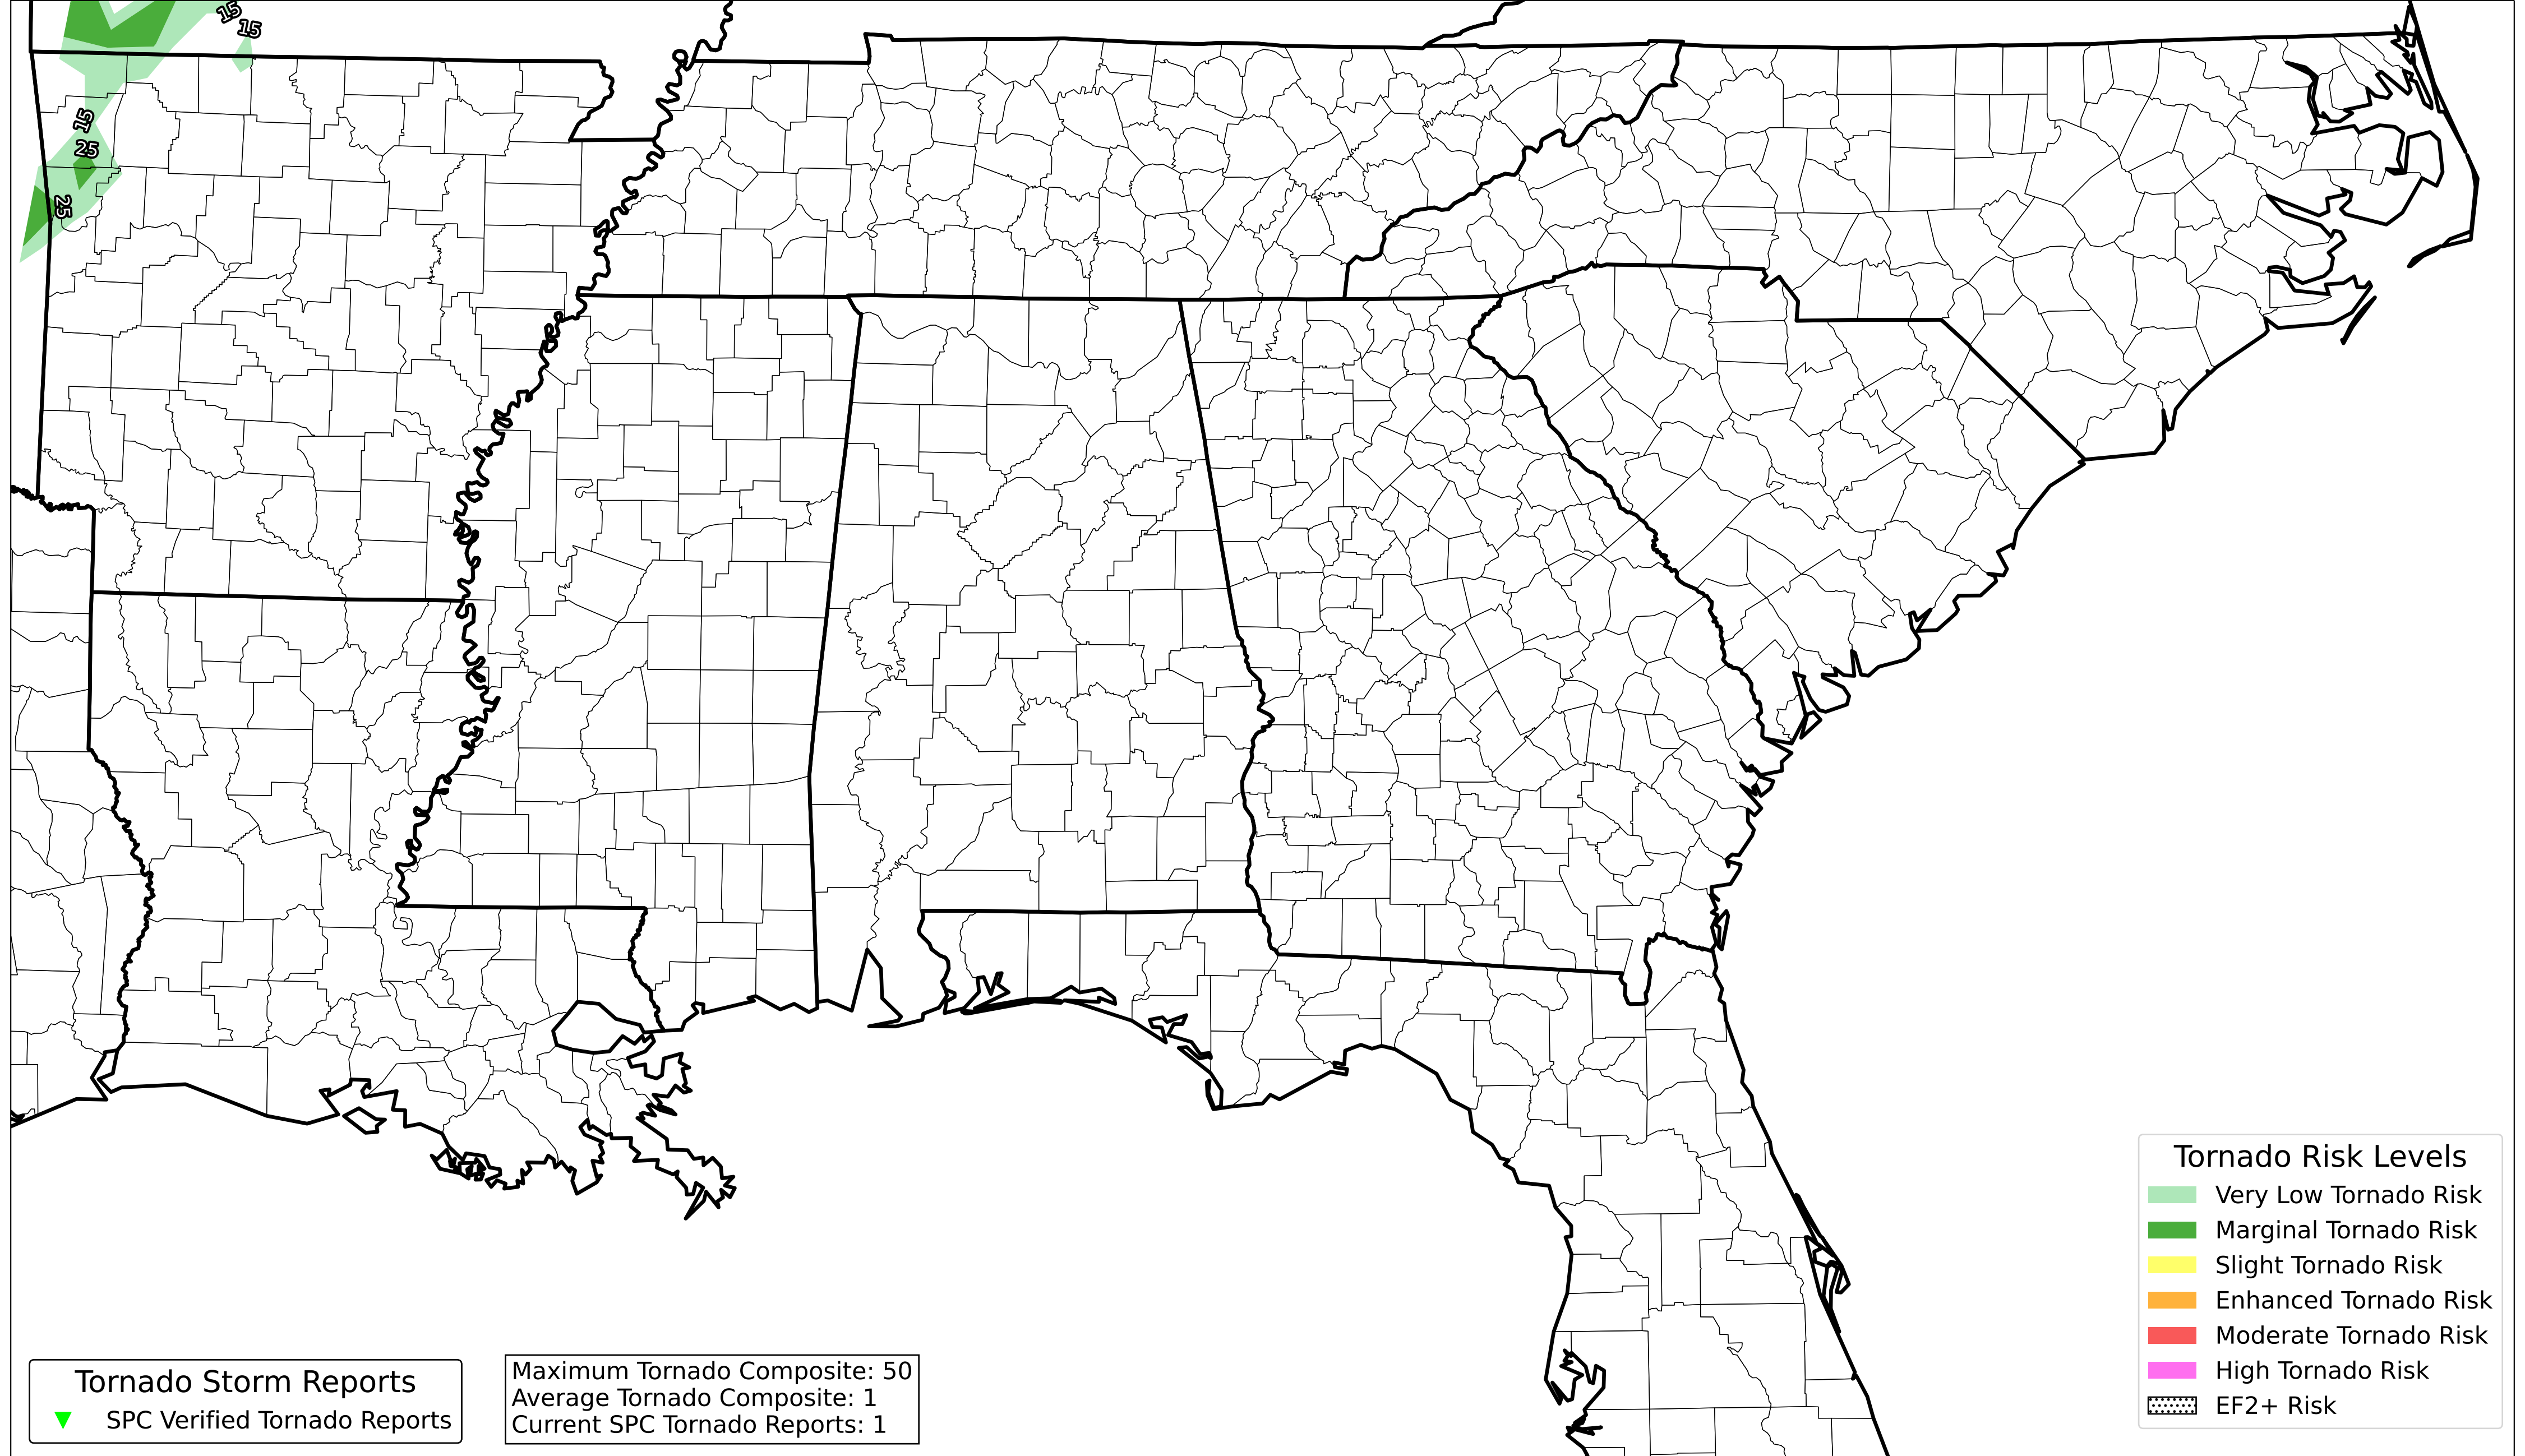 15
15
15
25
25
Tornado Risk Levels
Very Low Tornado Risk
Marginal Tornado Risk
Slight Tornado Risk
Enhanced Tornado Risk
Moderate Tornado Risk
High Tornado Risk
EF2+ Risk
Tornado Storm Reports
SPC Verified Tornado Reports
Maximum Tornado Composite: 50
Average Tornado Composite: 1
Current SPC Tornado Reports: 1